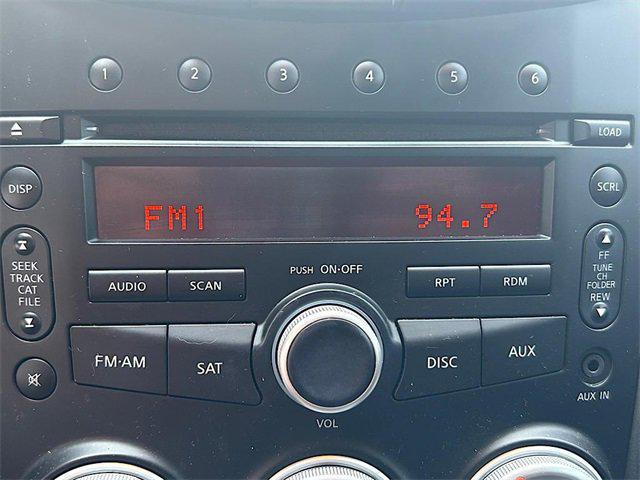 1 2 3 4 5 6
LOAD
DISP
SCRL
FM1 94.7
SEEK
TRACK
CAT
FILE
FF
TUNE
CH
FOLDER
REW
PUSH ON·OFF
AUDIO SCAN
RPT RDM
FM·AM SAT
DISC AUX
VOL
AUX IN